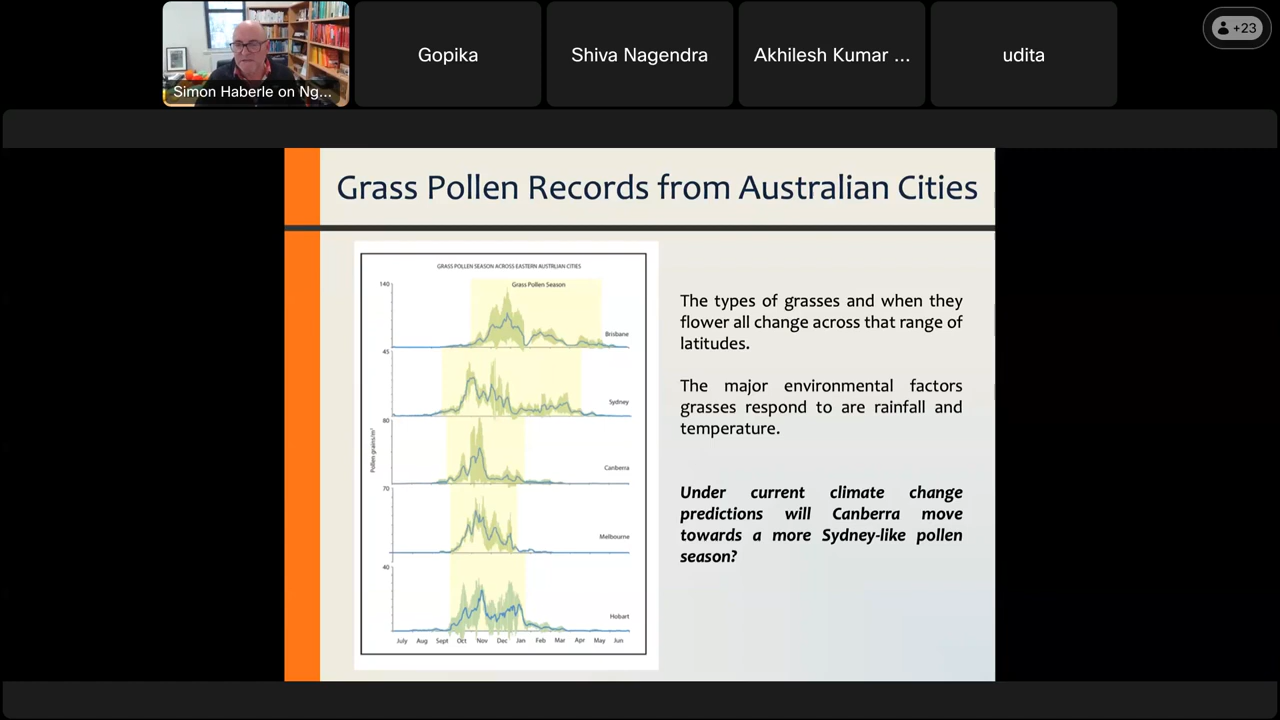 Gopika
Shiva Nagendra
Akhilesh Kumar ...
udita
+23
Simon Haberle on Ng...
Grass Pollen Records from Australian Cities
GRASS POLLEN SEASON ACROSS EASTERN AUSTRLIAN CITIES
Grass Pollen Season
140
Brisbane
45
Sydney
80
Canberra
Pollen grains/m³
70
Melbourne
40
Hobart
July Aug Sept Oct Nov Dec Jan Feb Mar Apr May Jun
The types of grasses and when they
flower all change across that range of
latitudes.
The major environmental factors
grasses respond to are rainfall and
temperature.
Under current climate change
predictions will Canberra move
towards a more Sydney-like pollen
season?